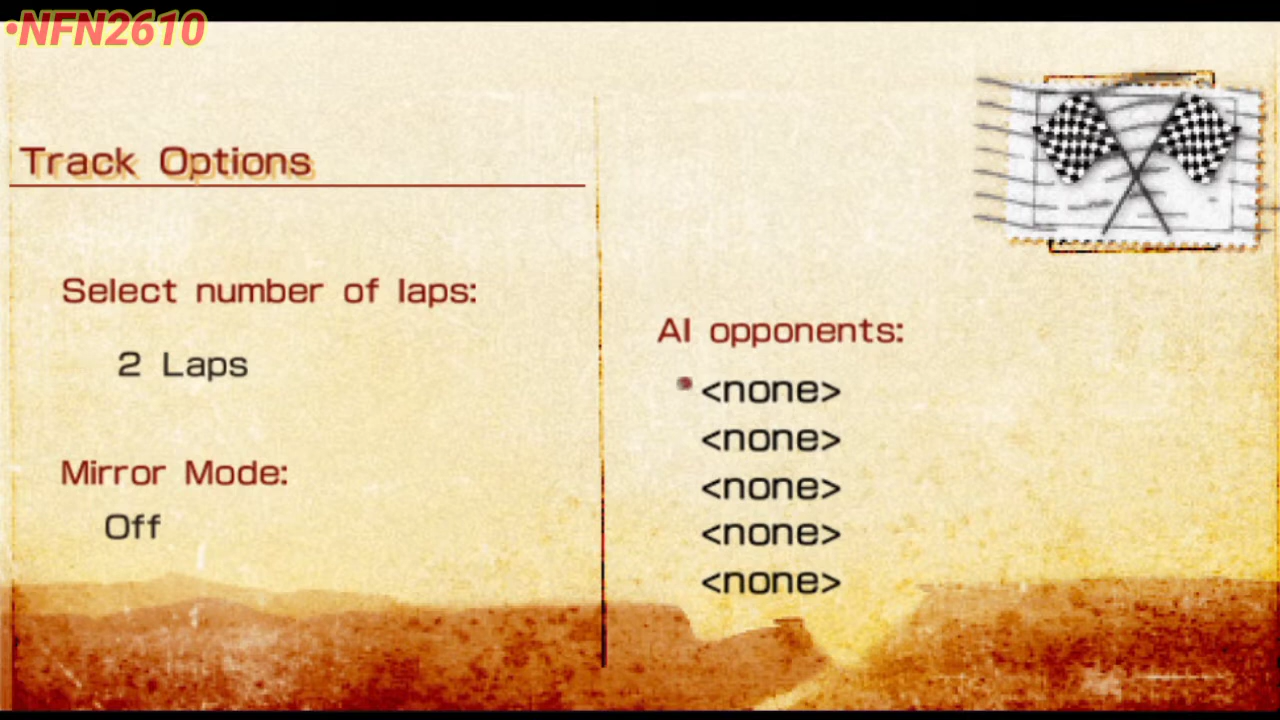 •NFN2610
Track Options
Select number of laps:
2 Laps
Mirror Mode:
Off
AI opponents:
<none>
<none>
<none>
<none>
<none>